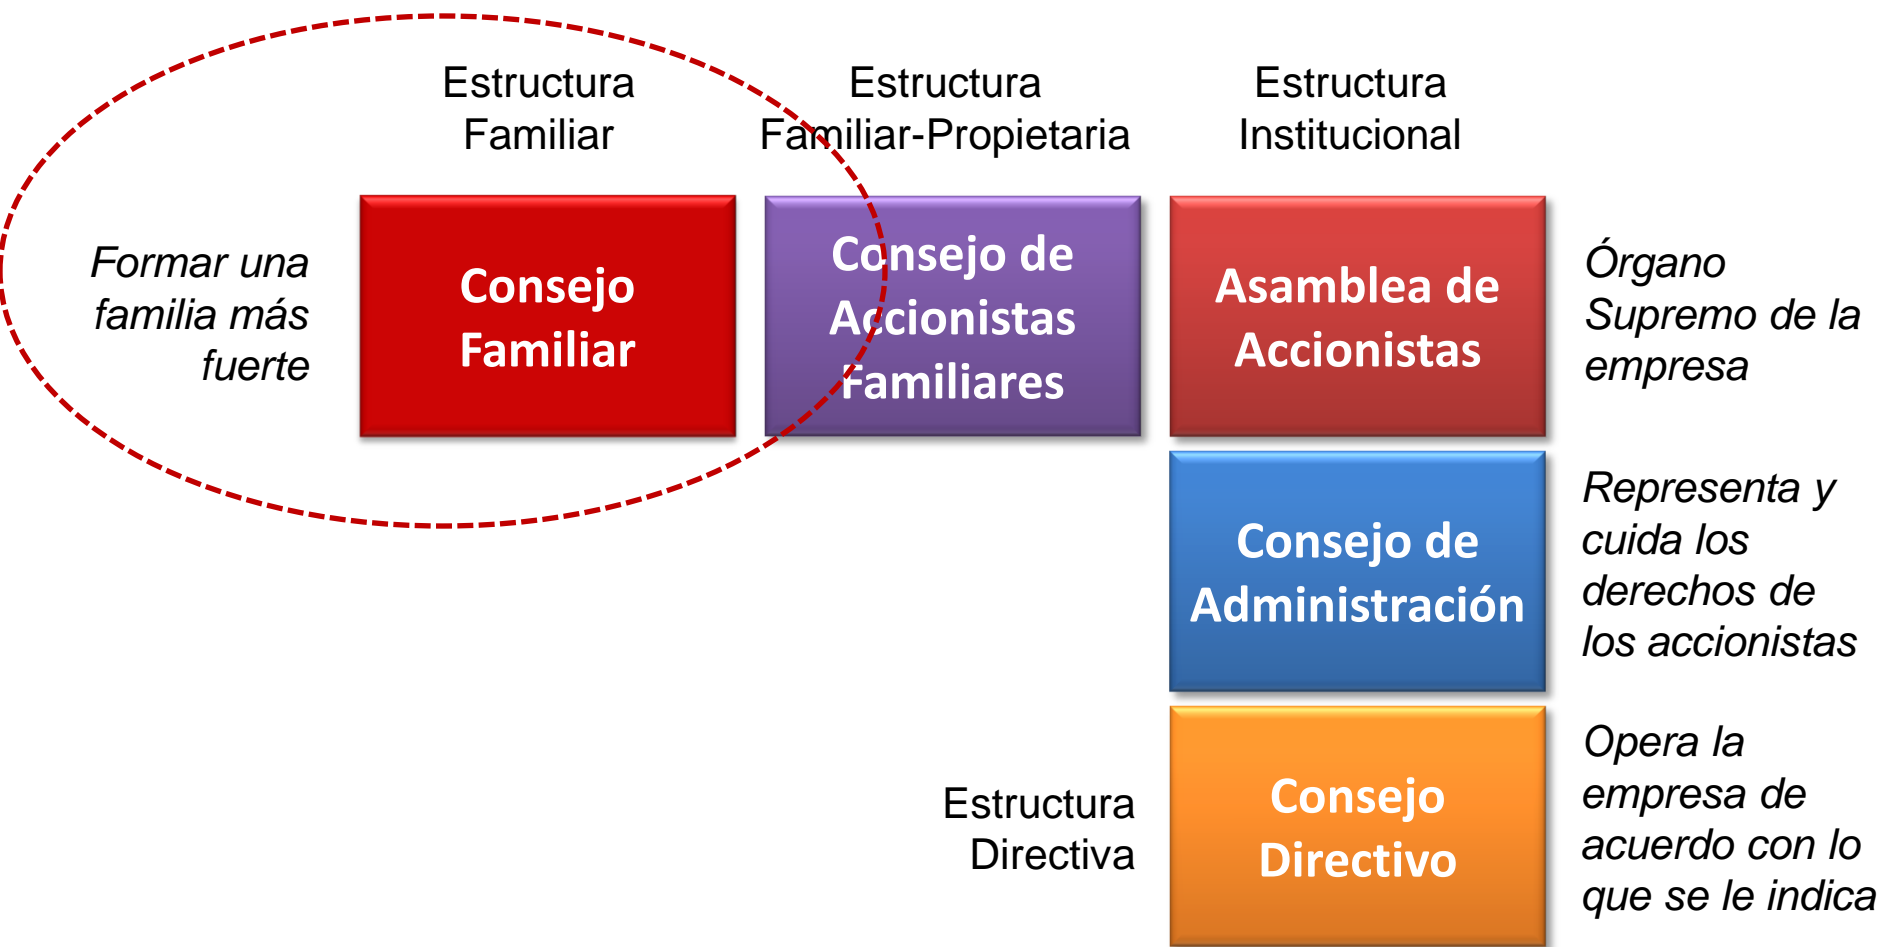 Estructura
Familiar
Estructura
Familiar-Propietaria
Estructura
Institucional
Formar una
familia más
fuerte
Consejo
Familiar
Consejo de
Accionistas
Familiares
Asamblea de
Accionistas
Órgano
Supremo de la
empresa
Consejo de
Administración
Representa y
cuida los
derechos de
los accionistas
Estructura
Directiva
Consejo
Directivo
Opera la
empresa de
acuerdo con lo
que se le indica